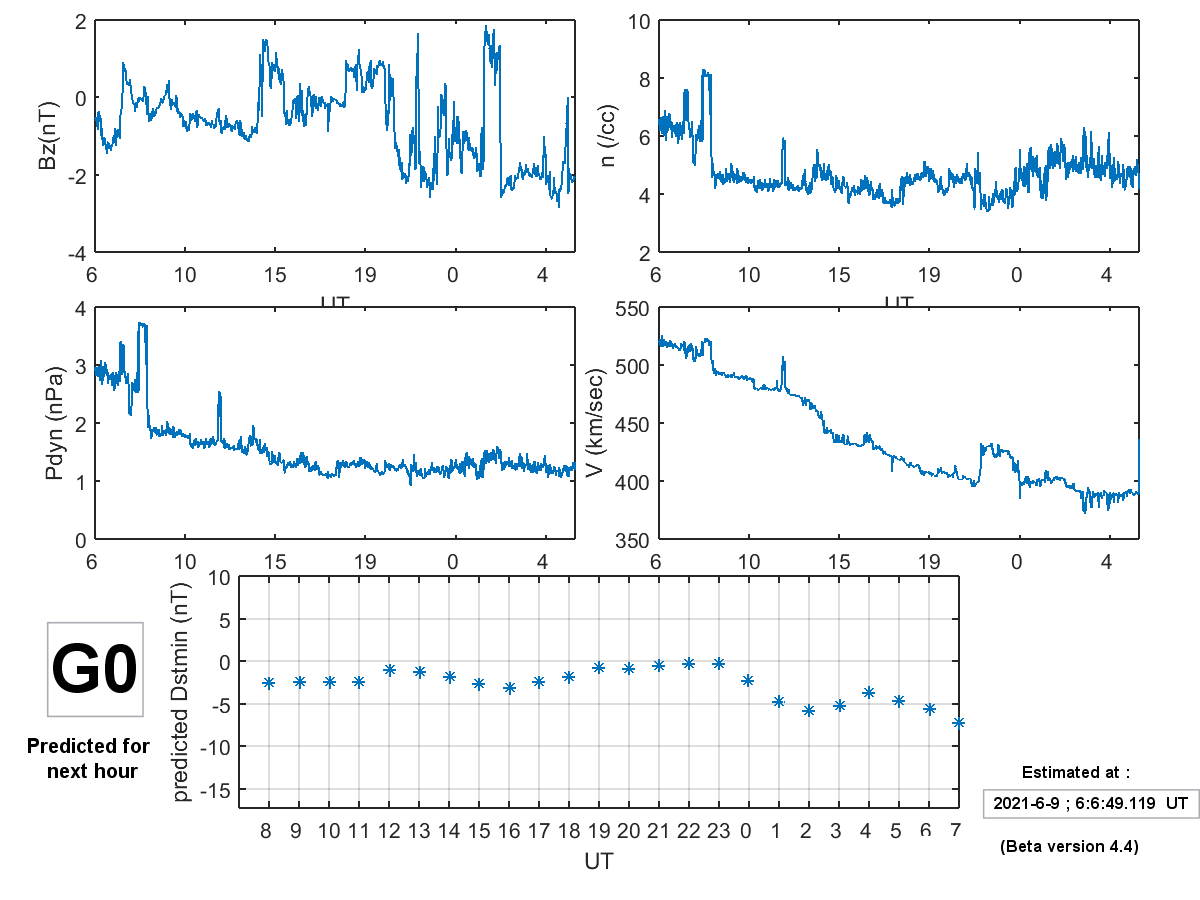 2
0
-2
-4
Bz(nT)
6 10 15 19 0 4
UT
10
8
6
4
2
n (/cc)
6 10 15 19 0 4
UT
4
3
2
1
0
Pdyn (nPa)
6 10 15 19 0 4
550
500
450
400
350
V (km/sec)
6 10 15 19 0 4
10
5
0
-5
-10
-15
predicted Dstmin (nT)
8 9 10 11 12 13 14 15 16 17 18 19 20 21 22 23 0 1 2 3 4 5 6 7
UT
G0
Predicted for
next hour
Estimated at :
2021-6-9 ; 6:6:49.119 UT
(Beta version 4.4)